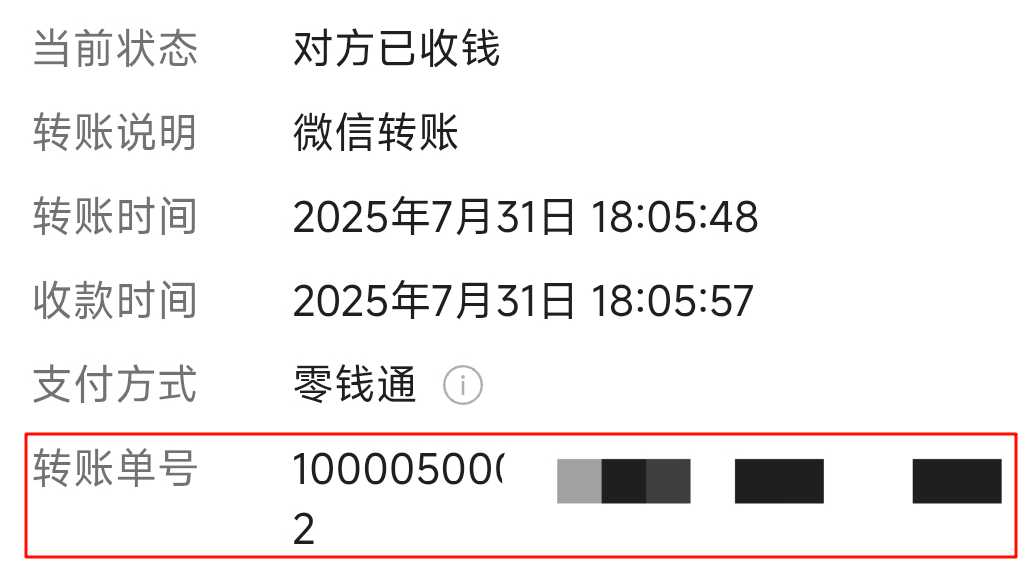 当前状态 对方已收钱
转账说明 微信转账
转账时间 2025年7月31日 18:05:48
收款时间 2025年7月31日 18:05:57
支付方式 零钱通
转账单号 100005000
2